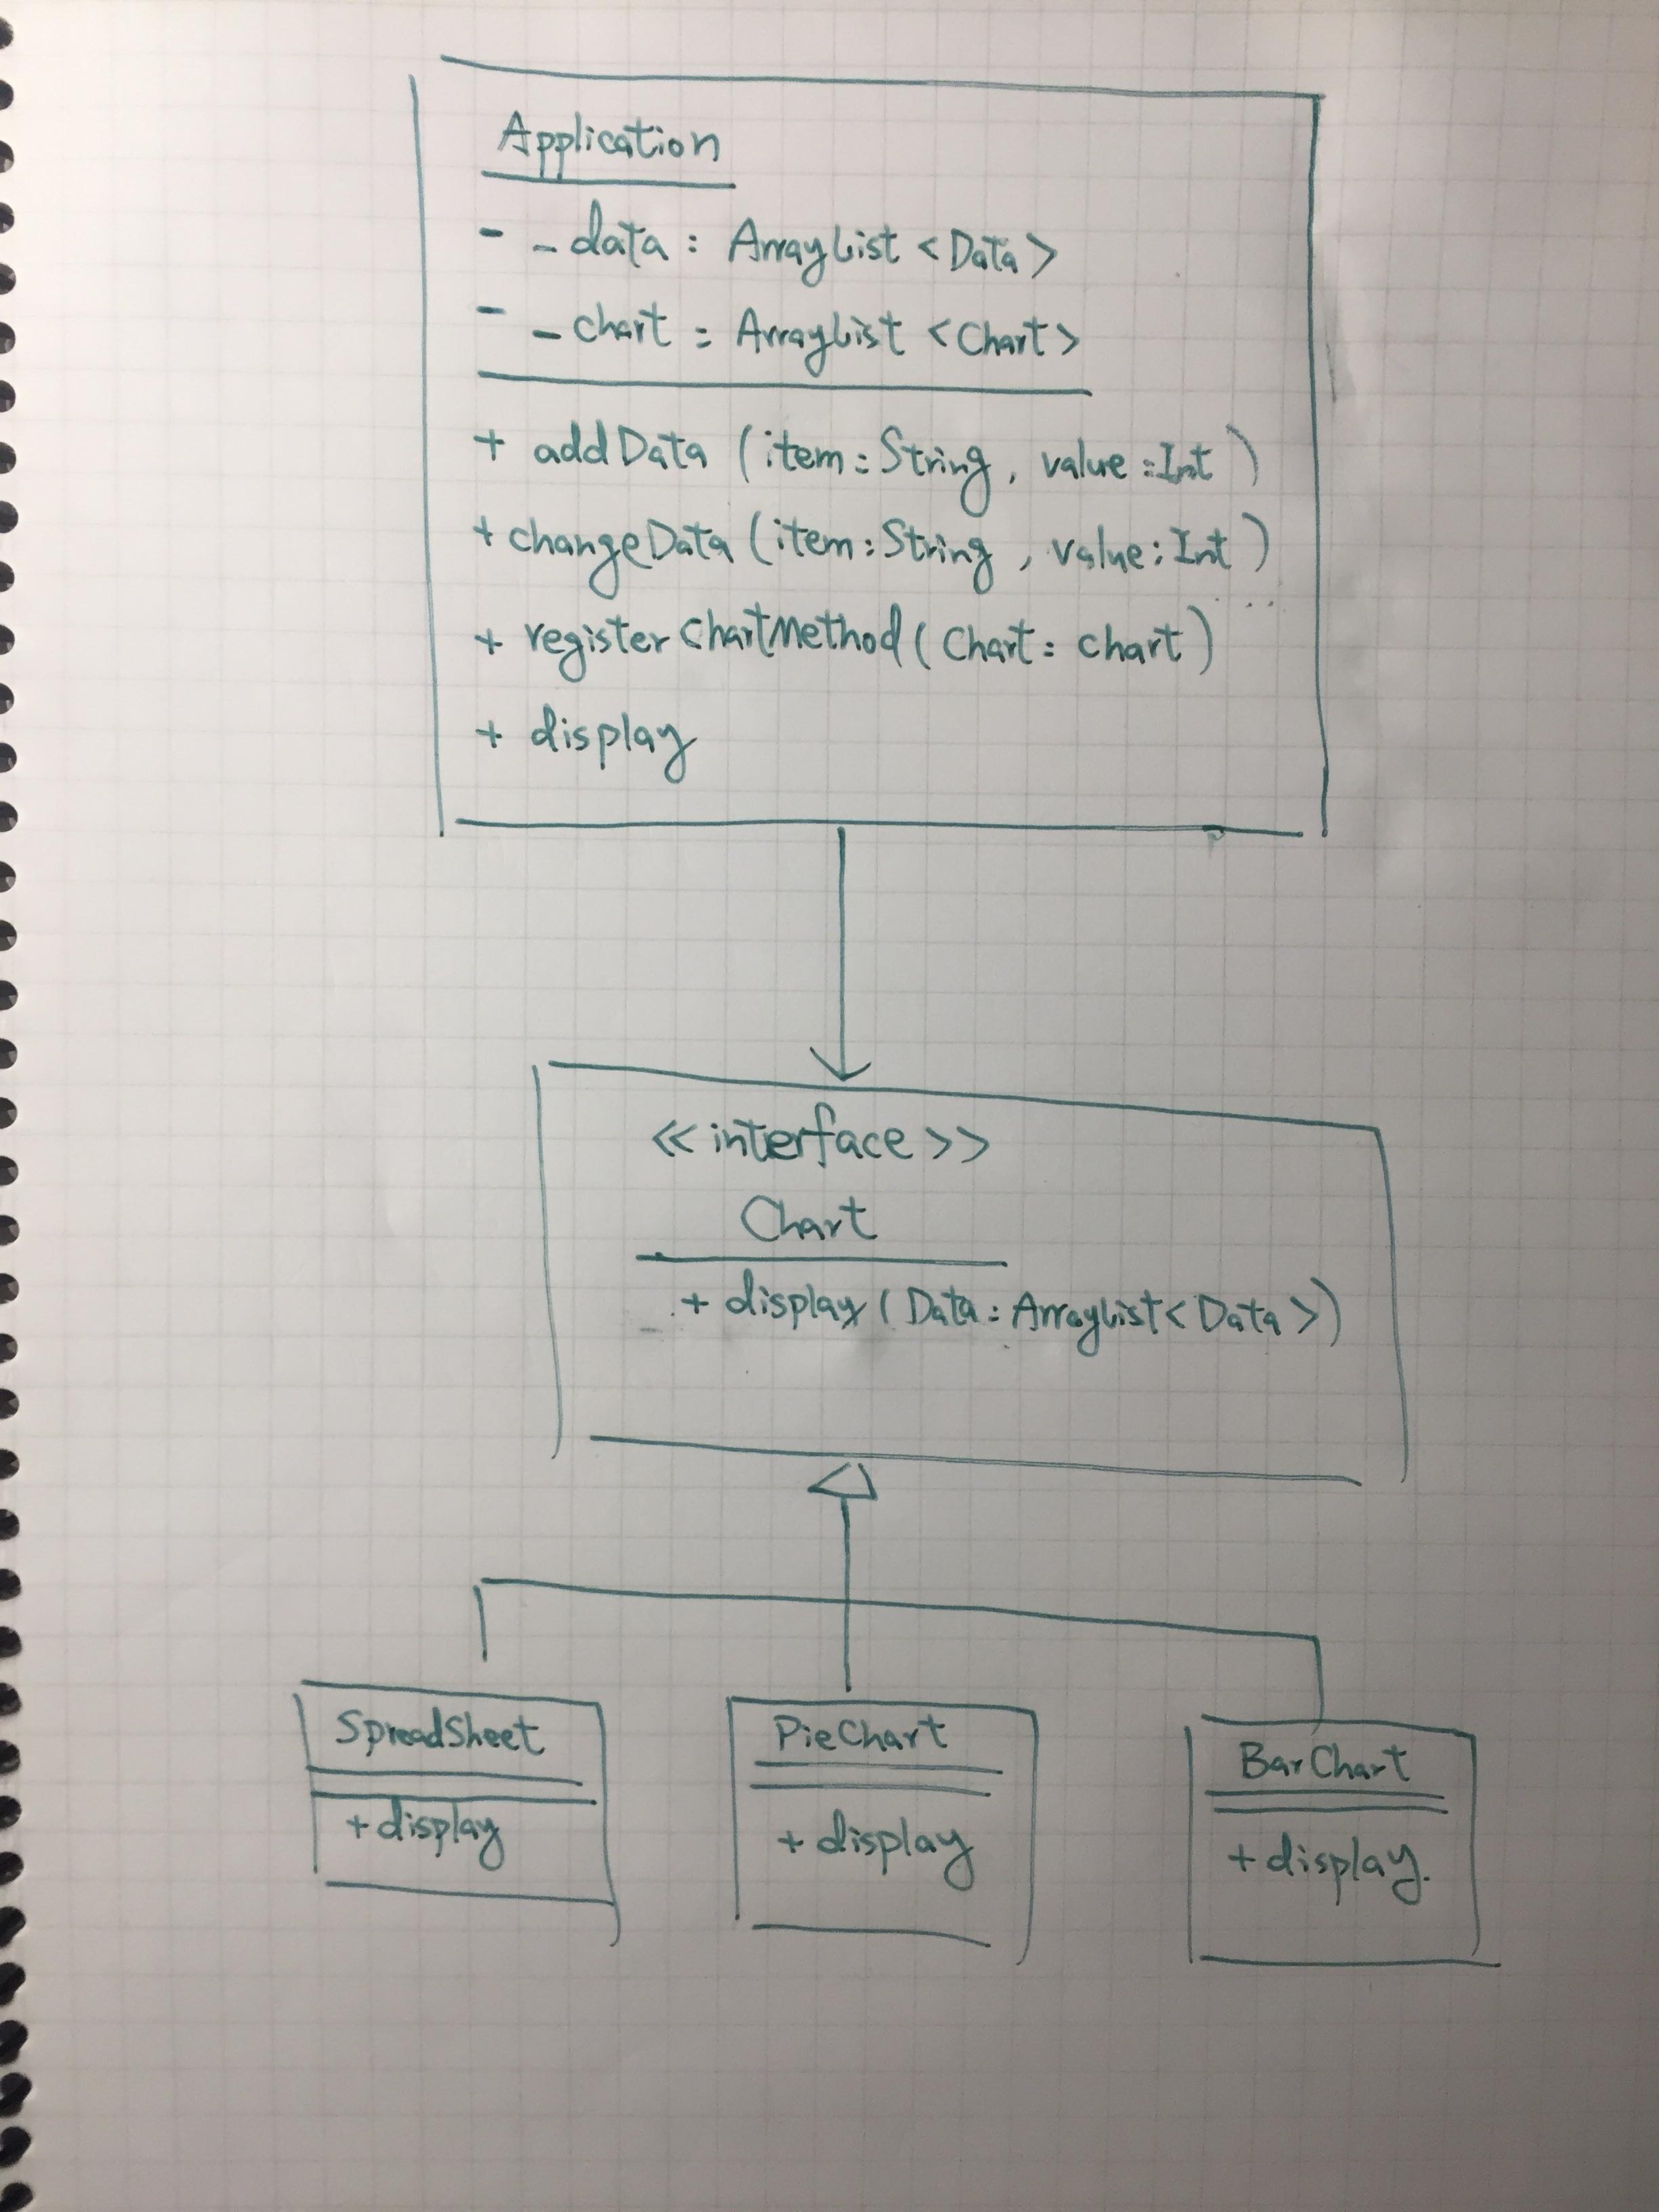 Application
- _data : ArrayList <Data>
- _chart : ArrayList <Chart>
+ addData (item : String, value : Int)
+ changeData (item : String, value : Int)
+ registerChartMethod (Chart : chart)
+ display
<<interface>>
Chart
+ display (Data : ArrayList<Data>)
SpreadSheet
+ display
PieChart
+ display
BarChart
+ display.